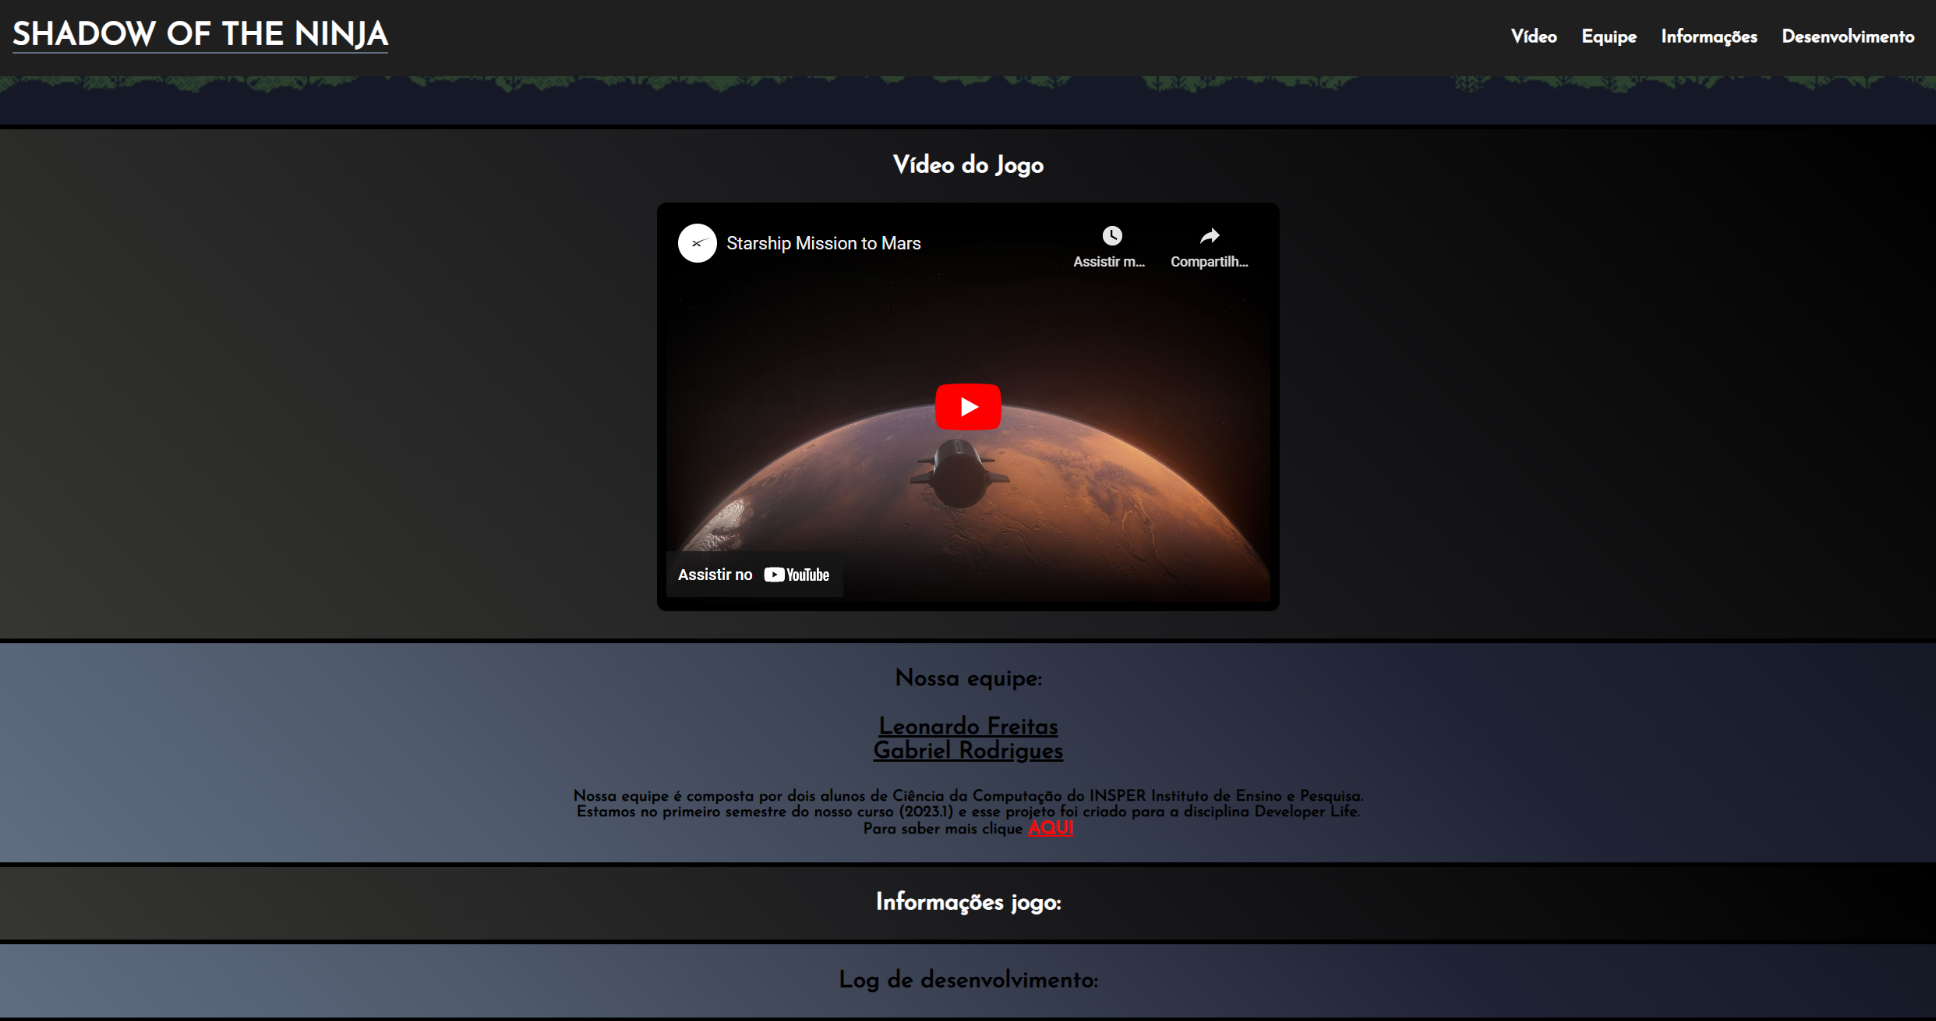 SHADOW OF THE NINJA
Vídeo Equipe Informações Desenvolvimento
Vídeo do Jogo
Starship Mission to Mars
Assistir m...
Compartilh...
Assistir no YouTube
Nossa equipe:
Leonardo Freitas
Gabriel Rodrigues
Nossa equipe é composta por dois alunos de Ciência da Computação do INSPER Instituto de Ensino e Pesquisa.
Estamos no primeiro semestre do nosso curso (2023.1) e esse projeto foi criado para a disciplina Developer Life.
Para saber mais clique AQUI
Informações jogo:
Log de desenvolvimento: